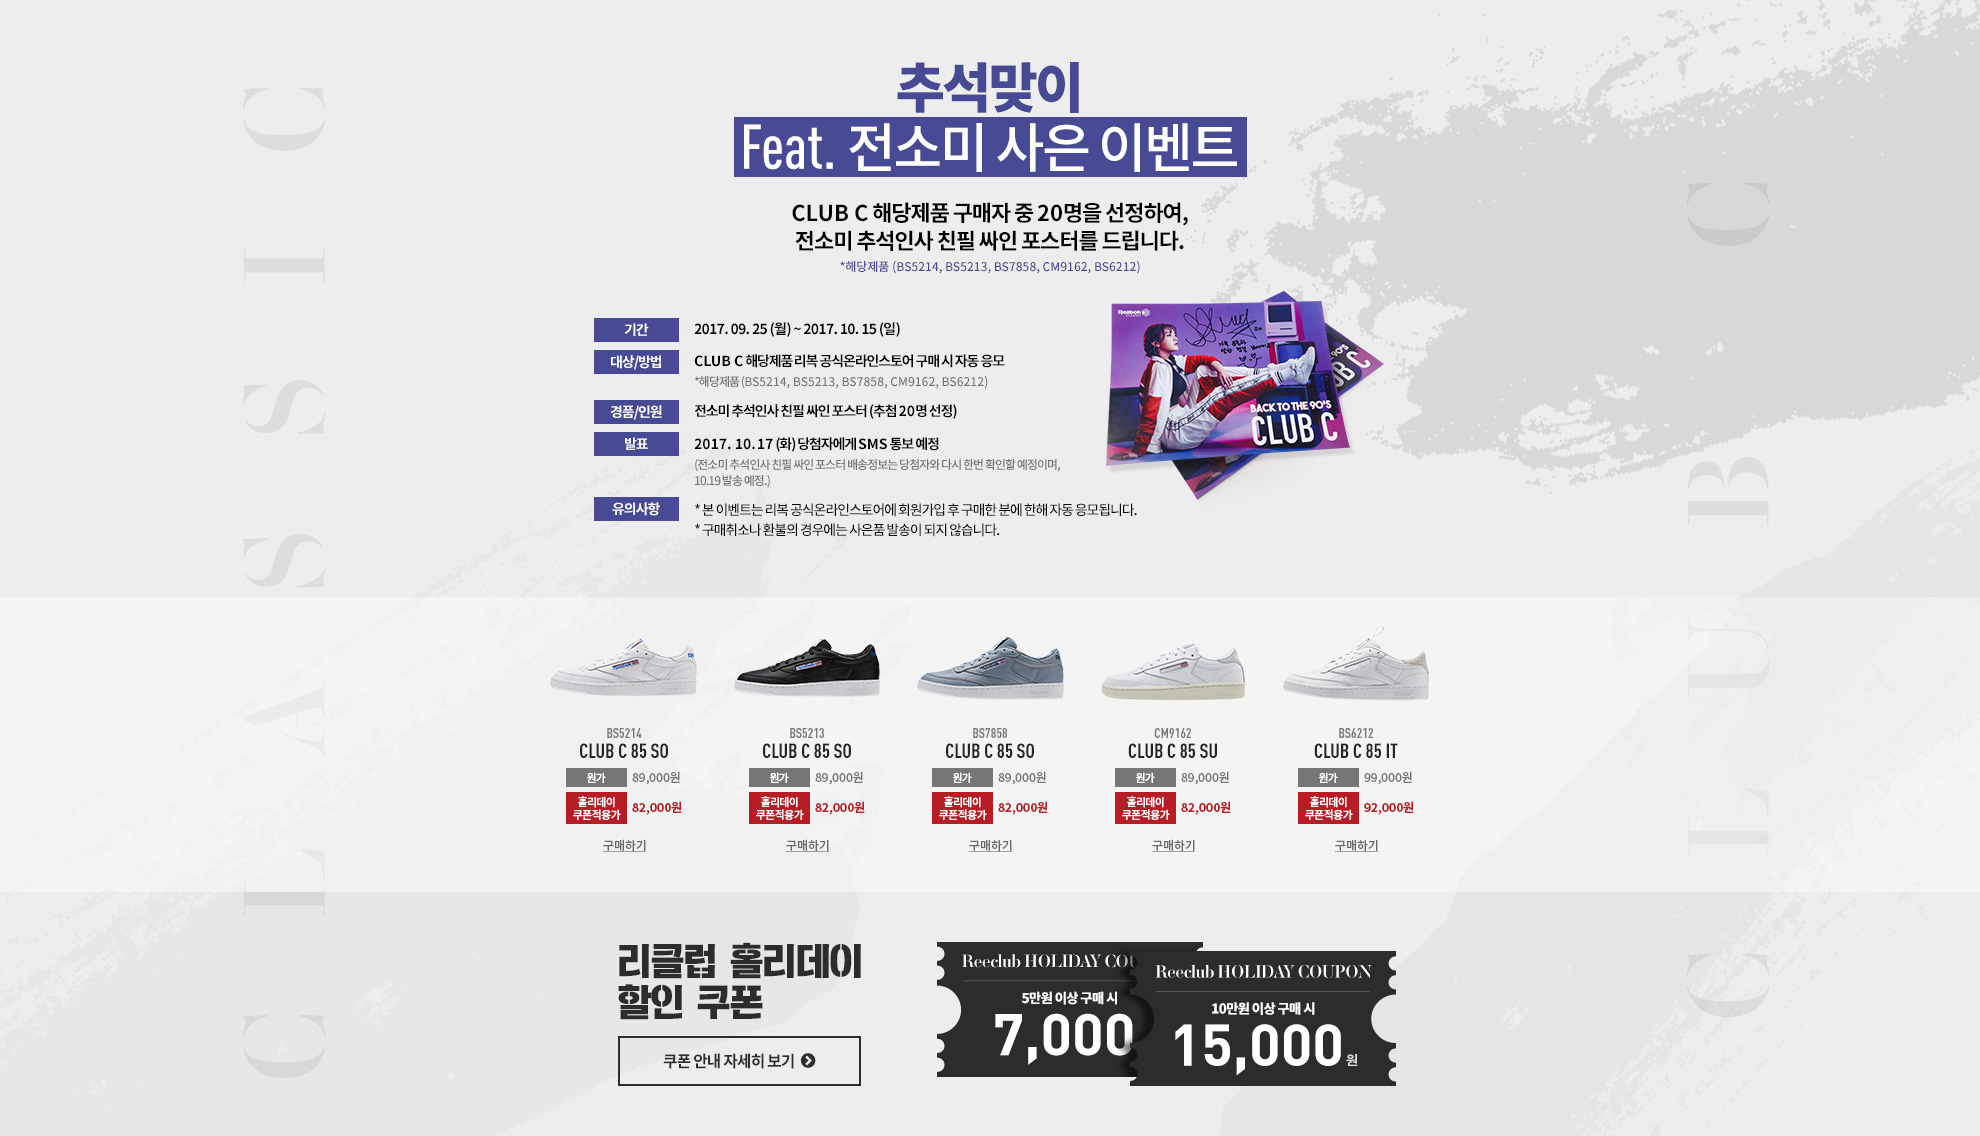 추석맞이
Feat. 전소미 사은 이벤트
CLUB C 해당제품 구매자 중 20명을 선정하여,
전소미 추석인사 친필 싸인 포스터를 드립니다.
*해당제품 (BS5214, BS5213, BS7858, CM9162, BS6212)
기간 2017. 09. 25 (월) ~ 2017. 10. 15 (일)
대상/방법 CLUB C 해당제품 리복 공식온라인스토어 구매 시 자동 응모
*해당제품 (BS5214, BS5213, BS7858, CM9162, BS6212)
경품/인원 전소미 추석인사 친필 싸인 포스터 (추첨 20명 선정)
발표 2017. 10. 17 (화) 당첨자에게 SMS 통보 예정
(전소미 추석인사 친필 싸인 포스터 배송정보는 당첨자와 다시 한번 확인할 예정이며,
10.19 발송 예정.)
유의사항 * 본 이벤트는 리복 공식온라인스토어에 회원가입 후 구매한 분에 한해 자동 응모됩니다.
* 구매취소나 환불의 경우에는 사은품 발송이 되지 않습니다.
Reebok
BACK TO THE 90'S
CLUB C
90'S
UB C
CLASSIC
CLUB C
BS5214
CLUB C 85 SO
원가 89,000원
홀리데이
쿠폰적용가 82,000원
구매하기
BS5213
CLUB C 85 SO
원가 89,000원
홀리데이
쿠폰적용가 82,000원
구매하기
BS7858
CLUB C 85 SO
원가 89,000원
홀리데이
쿠폰적용가 82,000원
구매하기
CM9162
CLUB C 85 SU
원가 89,000원
홀리데이
쿠폰적용가 82,000원
구매하기
BS6212
CLUB C 85 IT
원가 99,000원
홀리데이
쿠폰적용가 92,000원
구매하기
리클럽 홀리데이
할인 쿠폰
쿠폰 안내 자세히 보기
Reeclub HOLIDAY COU
5만원 이상 구매 시
7,000
Reeclub HOLIDAY COUPON
10만원 이상 구매 시
15,000원